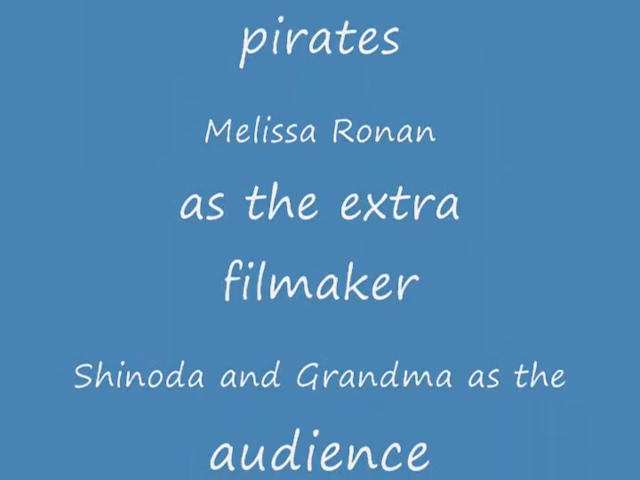 pirates
Melissa Ronan
as the extra
filmaker
Shinoda and Grandma as the
audience